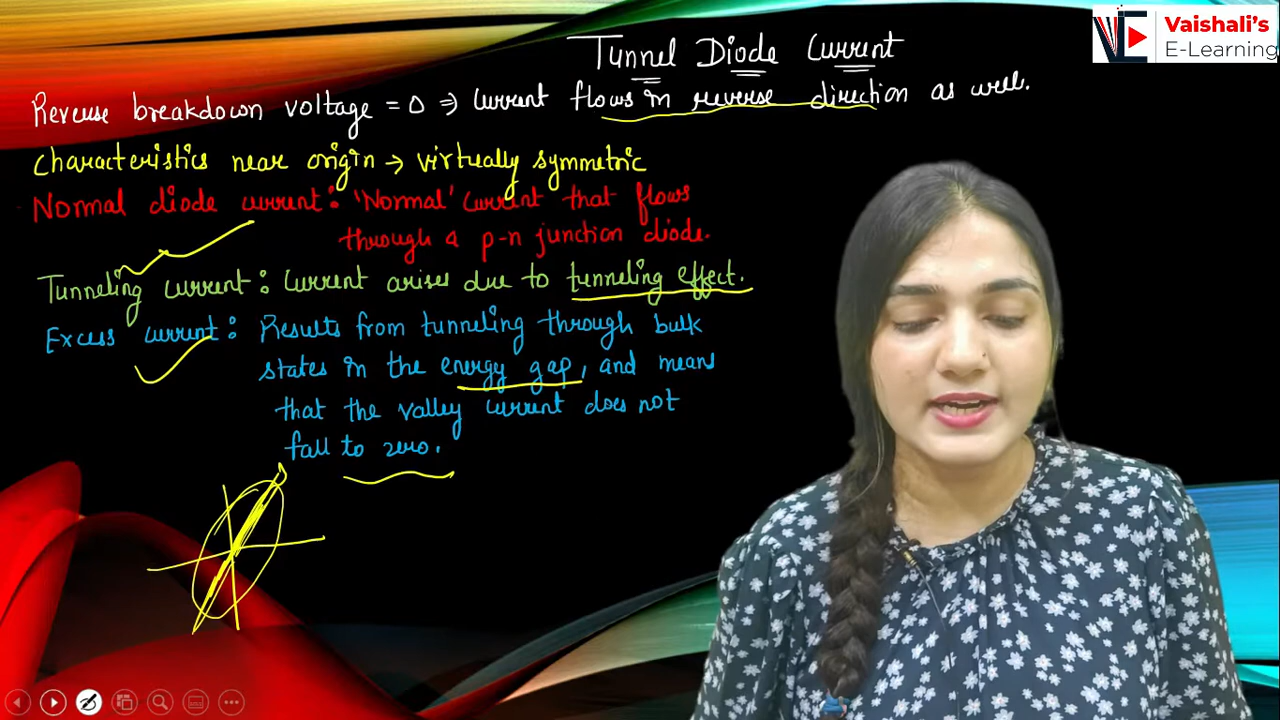 Tunnel Diode Current
Vaishali's
E-Learning
Reverse breakdown voltage = 0 ⇒ Current flows in reverse direction as well.
Characteristics near origin → virtually symmetric
Normal diode current: 'Normal' Current that flows
through a p-n junction diode.
Tunneling current: Current arises due to tunneling effect.
Excess current: Results from tunneling through bulk
states in the energy gap, and means
that the valley current does not
fall to zero.